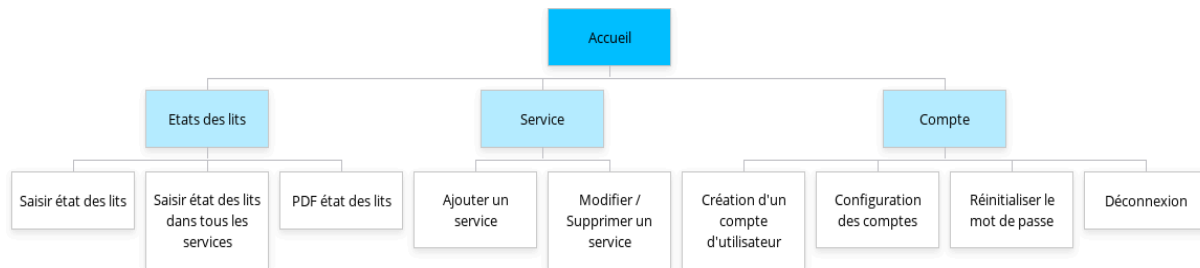 Accueil
Etats des lits
Service
Compte
Saisir état des lits
Saisir état des lits
dans tous les
services
PDF état des lits
Ajouter un
service
Modifier /
Supprimer un
service
Création d'un
compte
d'utilisateur
Configuration
des comptes
Réinitialiser le
mot de passe
Déconnexion